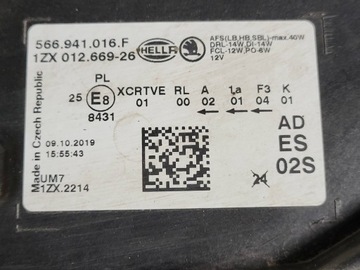 566.941.016.F
1ZX 012.669-26
HELLA
AFS(LB,HB,SBL)-max.40W
DRL-14W,DI-14W
FCL-12W,PO-6W
12V
Made in Czech Republic
PL
25 E8
8431
XCRTVE RL A 1a F3 K
01 00 02 01 04 01
09.10.2019
15:55:43
UM7
1ZX.2214
AD
ES
02S
24